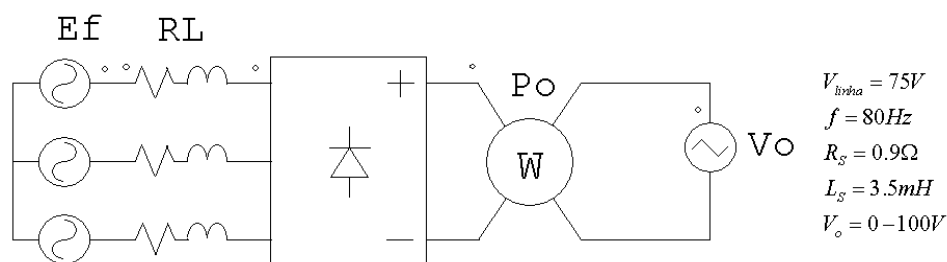 Ef RL
+
Po
W
−
Vo
V_linha = 75V
f = 80Hz
R_S = 0.9Ω
L_S = 3.5mH
V_o = 0−100V